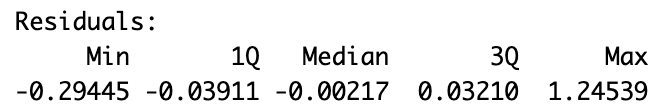 Residuals:
Min 1Q Median 3Q Max
-0.29445 -0.03911 -0.00217 0.03210 1.24539